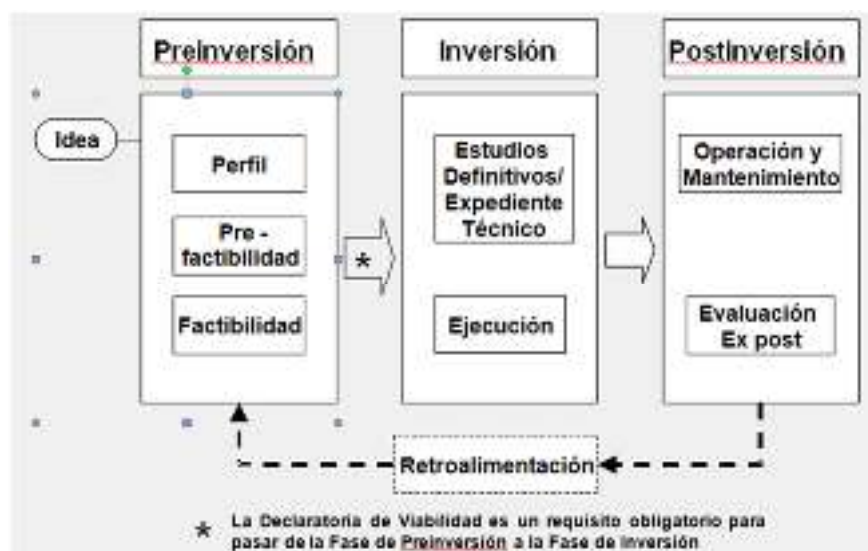 Preinversión
Inversión
Postinversión
Idea
Perfil
Pre -
factibilidad
Factibilidad
*
Estudios
Definitivos/
Expediente
Técnico
Ejecución
Operación y
Mantenimiento
Evaluación
Ex post
Retroalimentación
* La Declaratoria de Viabilidad es un requisito obligatorio para
pasar de la Fase de Preinversión a la Fase de Inversión